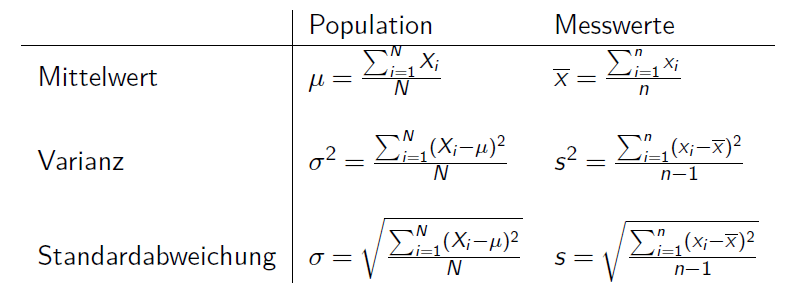 Population Messwerte
Mittelwert μ = ∑_{i=1}^{N} X_i / N x̅ = ∑_{i=1}^{n} x_i / n
Varianz σ² = ∑_{i=1}^{N} (X_i−μ)² / N s² = ∑_{i=1}^{n} (x_i−x̅)² / n−1
Standardabweichung σ = √(∑_{i=1}^{N} (X_i−μ)² / N) s = √(∑_{i=1}^{n} (x_i−x̅)² / n−1)